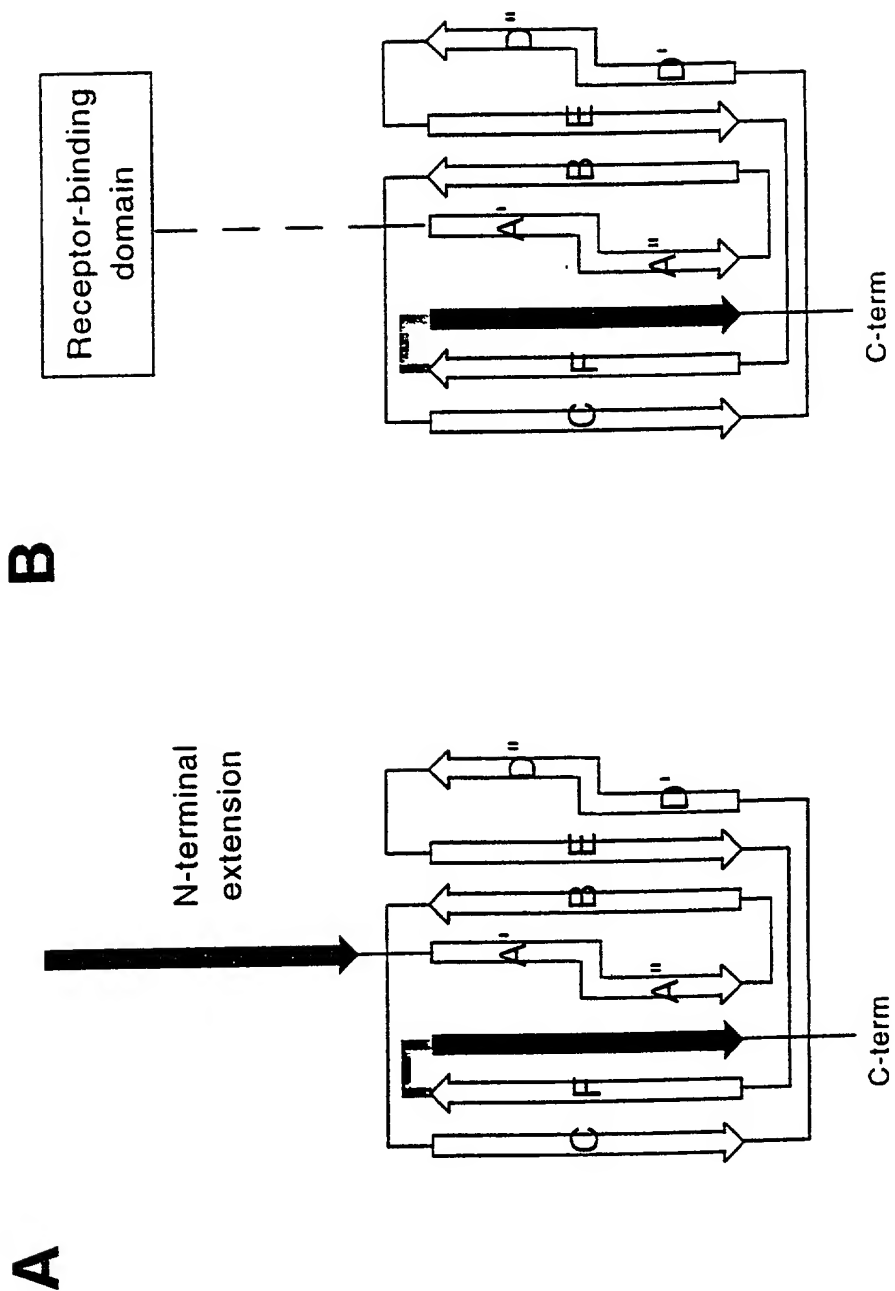 A
N-terminal
extension
C
F
A'
A"
B
E
D"
D'
C-term
B
Receptor-binding
domain
C
F
A'
A"
B
E
D"
D'
C-term